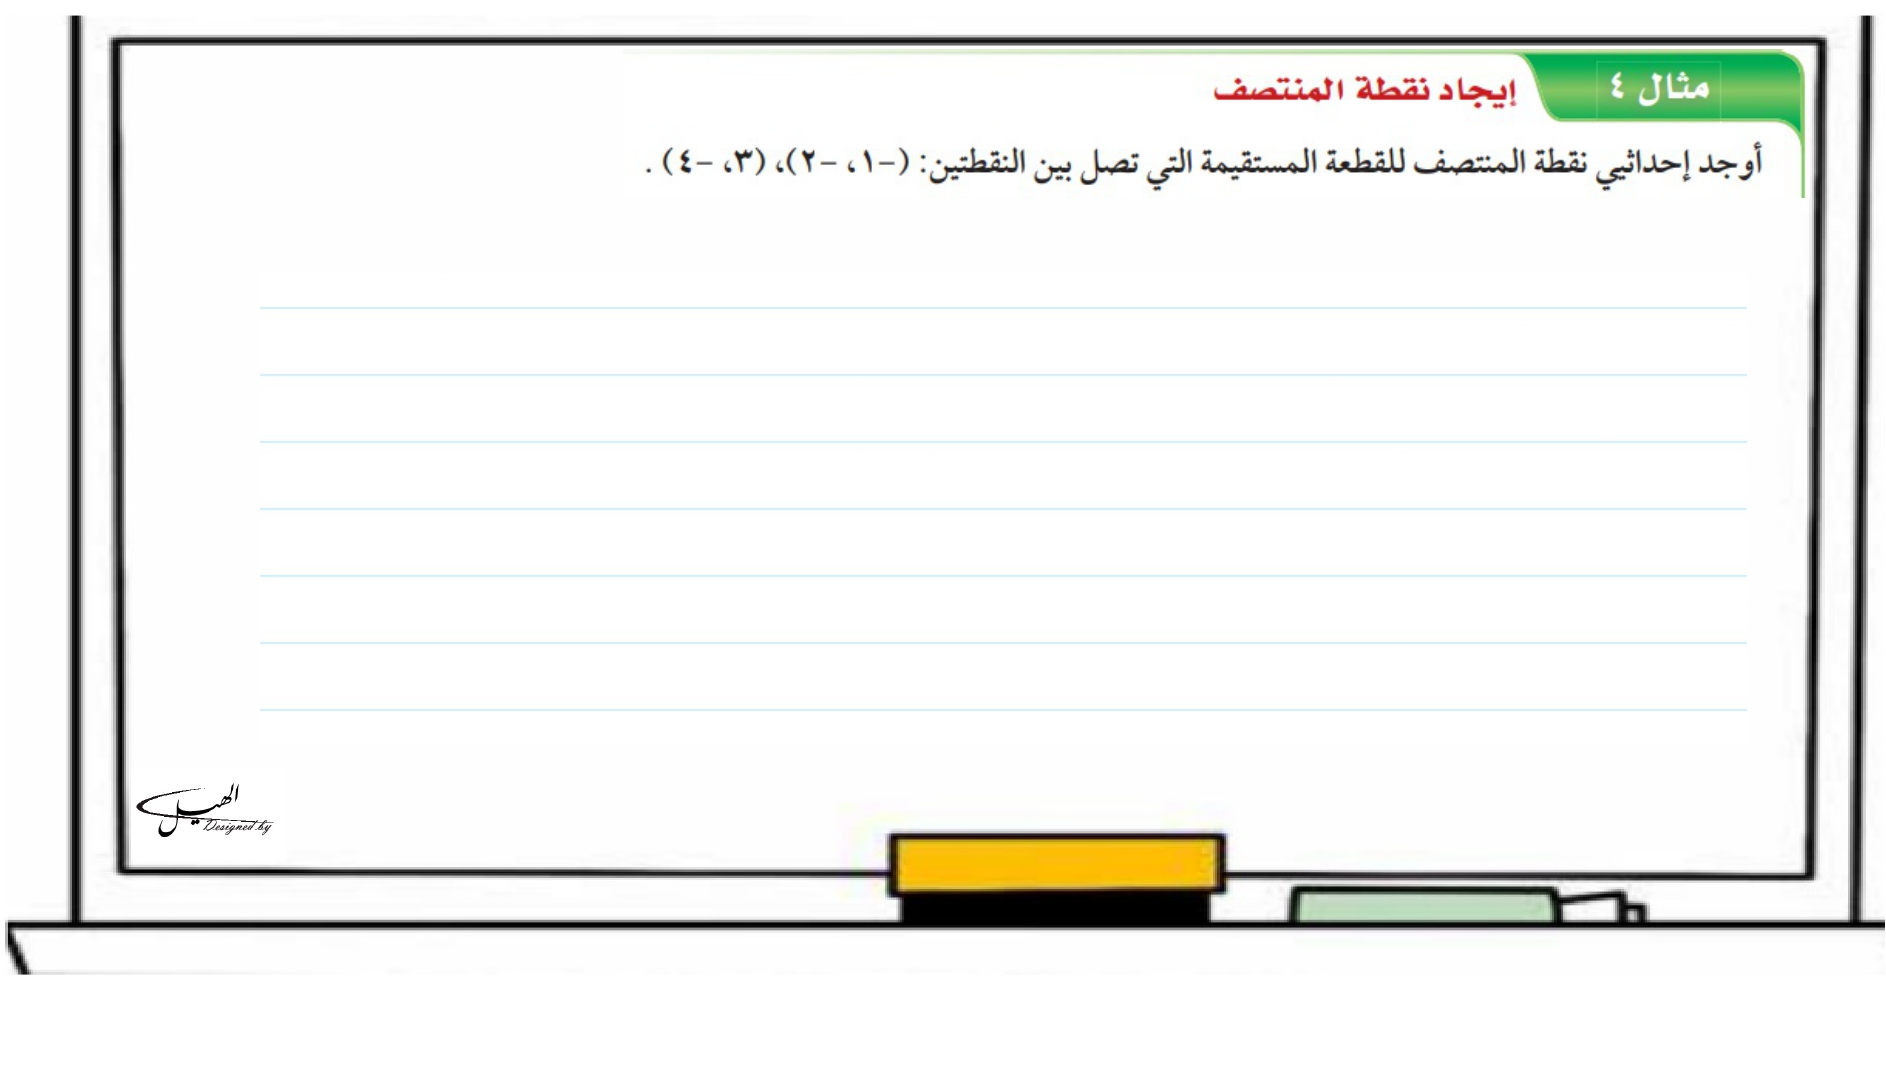 مثال ٤
إيجاد نقطة المنتصف
أوجد إحداثيي نقطة المنتصف للقطعة المستقيمة التي تصل بين النقطتين: (-١، -٢)، (٣، -٤) .
الهيل
Designed by